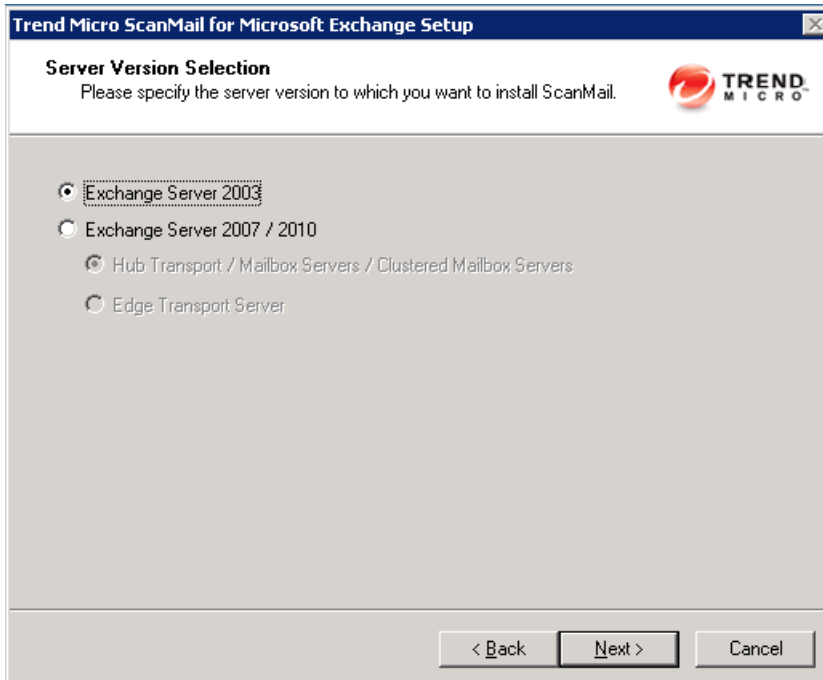 Trend Micro ScanMail for Microsoft Exchange Setup
Server Version Selection
Please specify the server version to which you want to install ScanMail.
TREND
MICRO
Exchange Server 2003
Exchange Server 2007 / 2010
Hub Transport / Mailbox Servers / Clustered Mailbox Servers
Edge Transport Server
< Back
Next >
Cancel